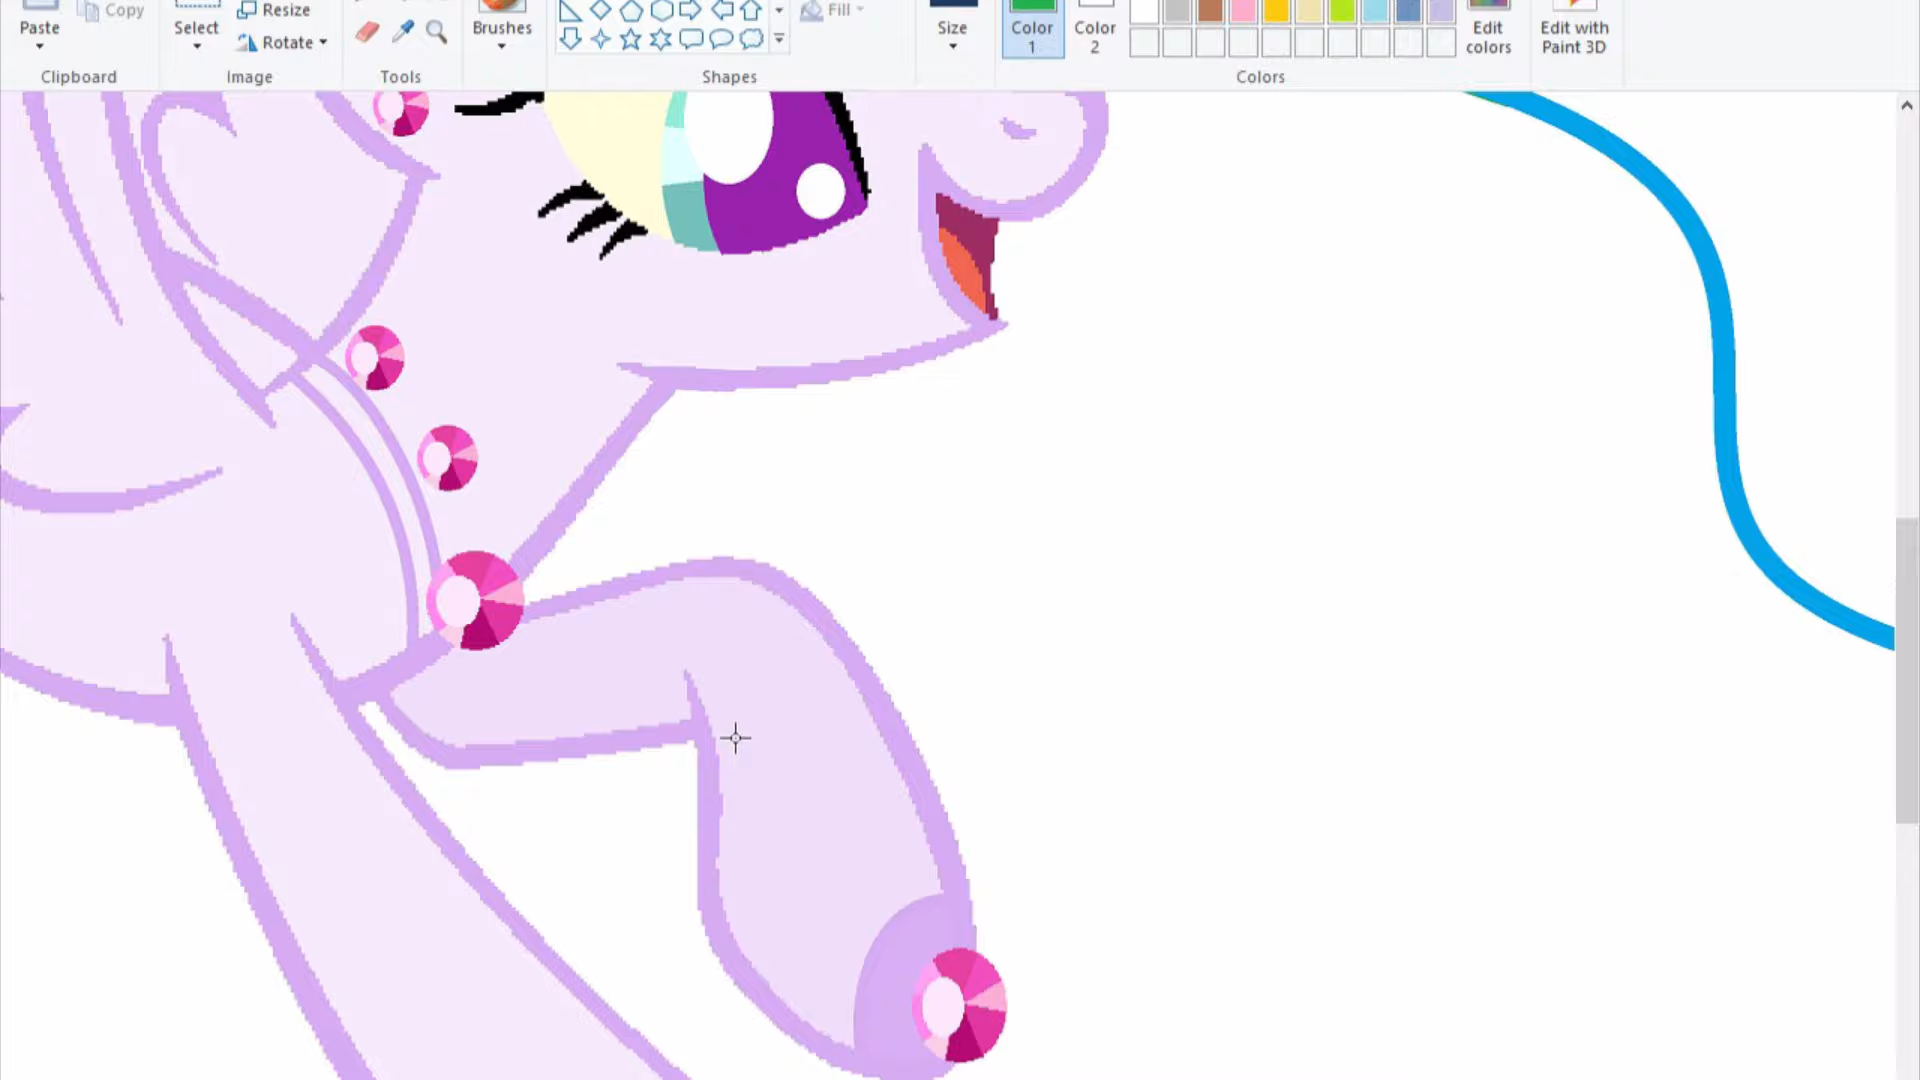 Paste
Copy
Select
Resize
Rotate
Brushes
Fill
Size
Color
1
Color
2
Edit
colors
Edit with
Paint 3D
Clipboard
Image
Tools
Shapes
Colors